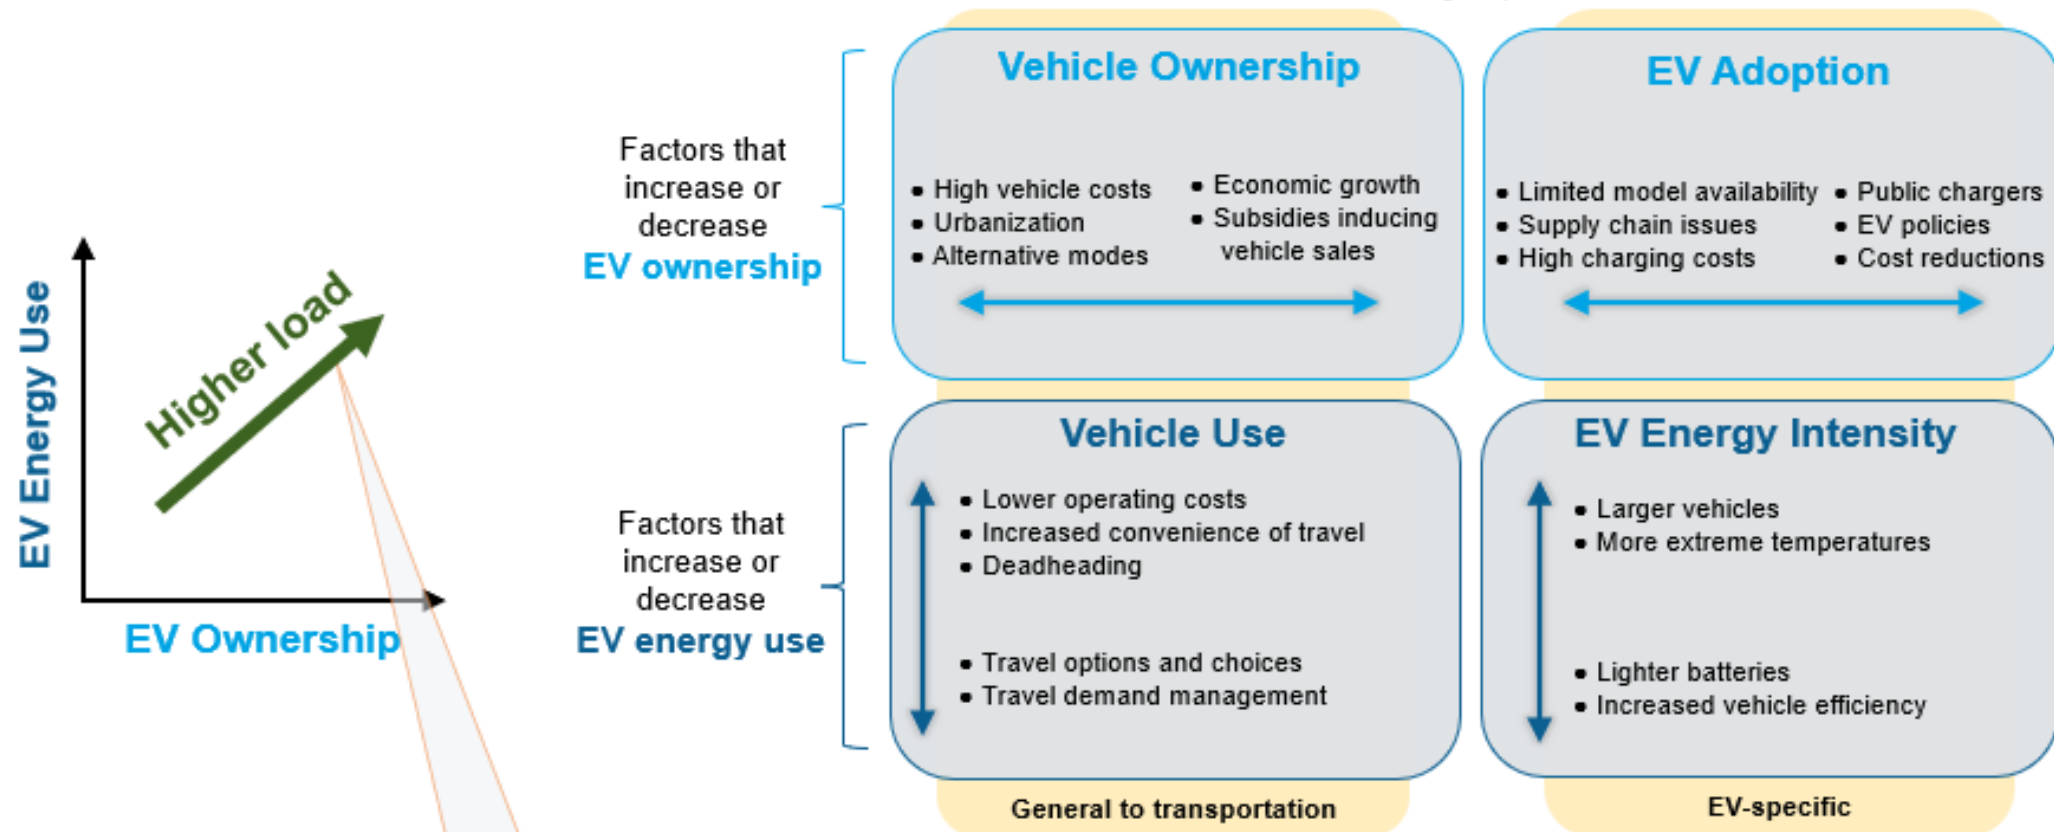 EV Energy Use
Higher load
EV Ownership
Factors that
increase or
decrease
EV ownership
Vehicle Ownership
• High vehicle costs
• Urbanization
• Alternative modes
• Economic growth
• Subsidies inducing
vehicle sales
EV Adoption
• Limited model availability
• Supply chain issues
• High charging costs
• Public chargers
• EV policies
• Cost reductions
Factors that
increase or
decrease
EV energy use
Vehicle Use
• Lower operating costs
• Increased convenience of travel
• Deadheading
• Travel options and choices
• Travel demand management
General to transportation
EV Energy Intensity
• Larger vehicles
• More extreme temperatures
• Lighter batteries
• Increased vehicle efficiency
EV-specific